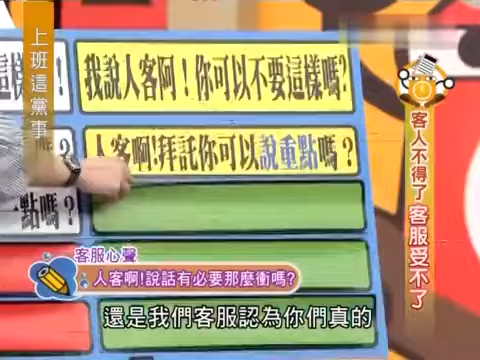 上班這黨事
這樣！
我說人客阿！你可以不要這樣嗎?
人客啊!拜託你可以說重點嗎？
嗎？
一點嗎？
客人不得了 客服受不了
客服心聲
人客啊!說話有必要那麼衝嗎?
還是我們客服認為你們真的